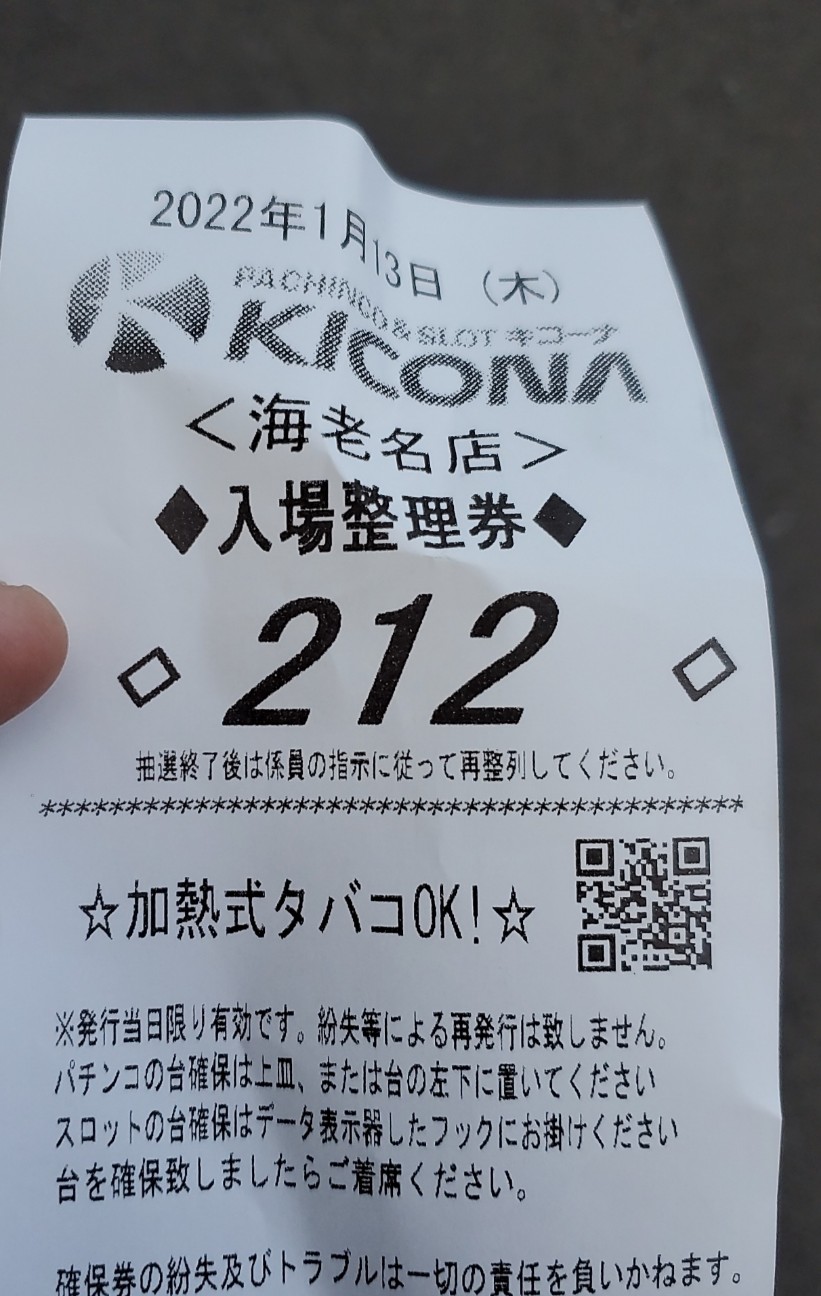 2022年1月13日 (木)
PACHINCO & SLOT キコーナ
KICONA
<海老名店>
◆入場整理券◆
◇ 212 ◇
抽選終了後は係員の指示に従って再整列してください。
****************************************
☆加熱式タバコOK!☆
※発行当日限り有効です。紛失等による再発行は致しません。
パチンコの台確保は上皿、または台の左下に置いてください
スロットの台確保はデータ表示器したフックにお掛けください
台を確保致しましたらご着席ください。
確保券の紛失及びトラブルは一切の責任を負いかねます。